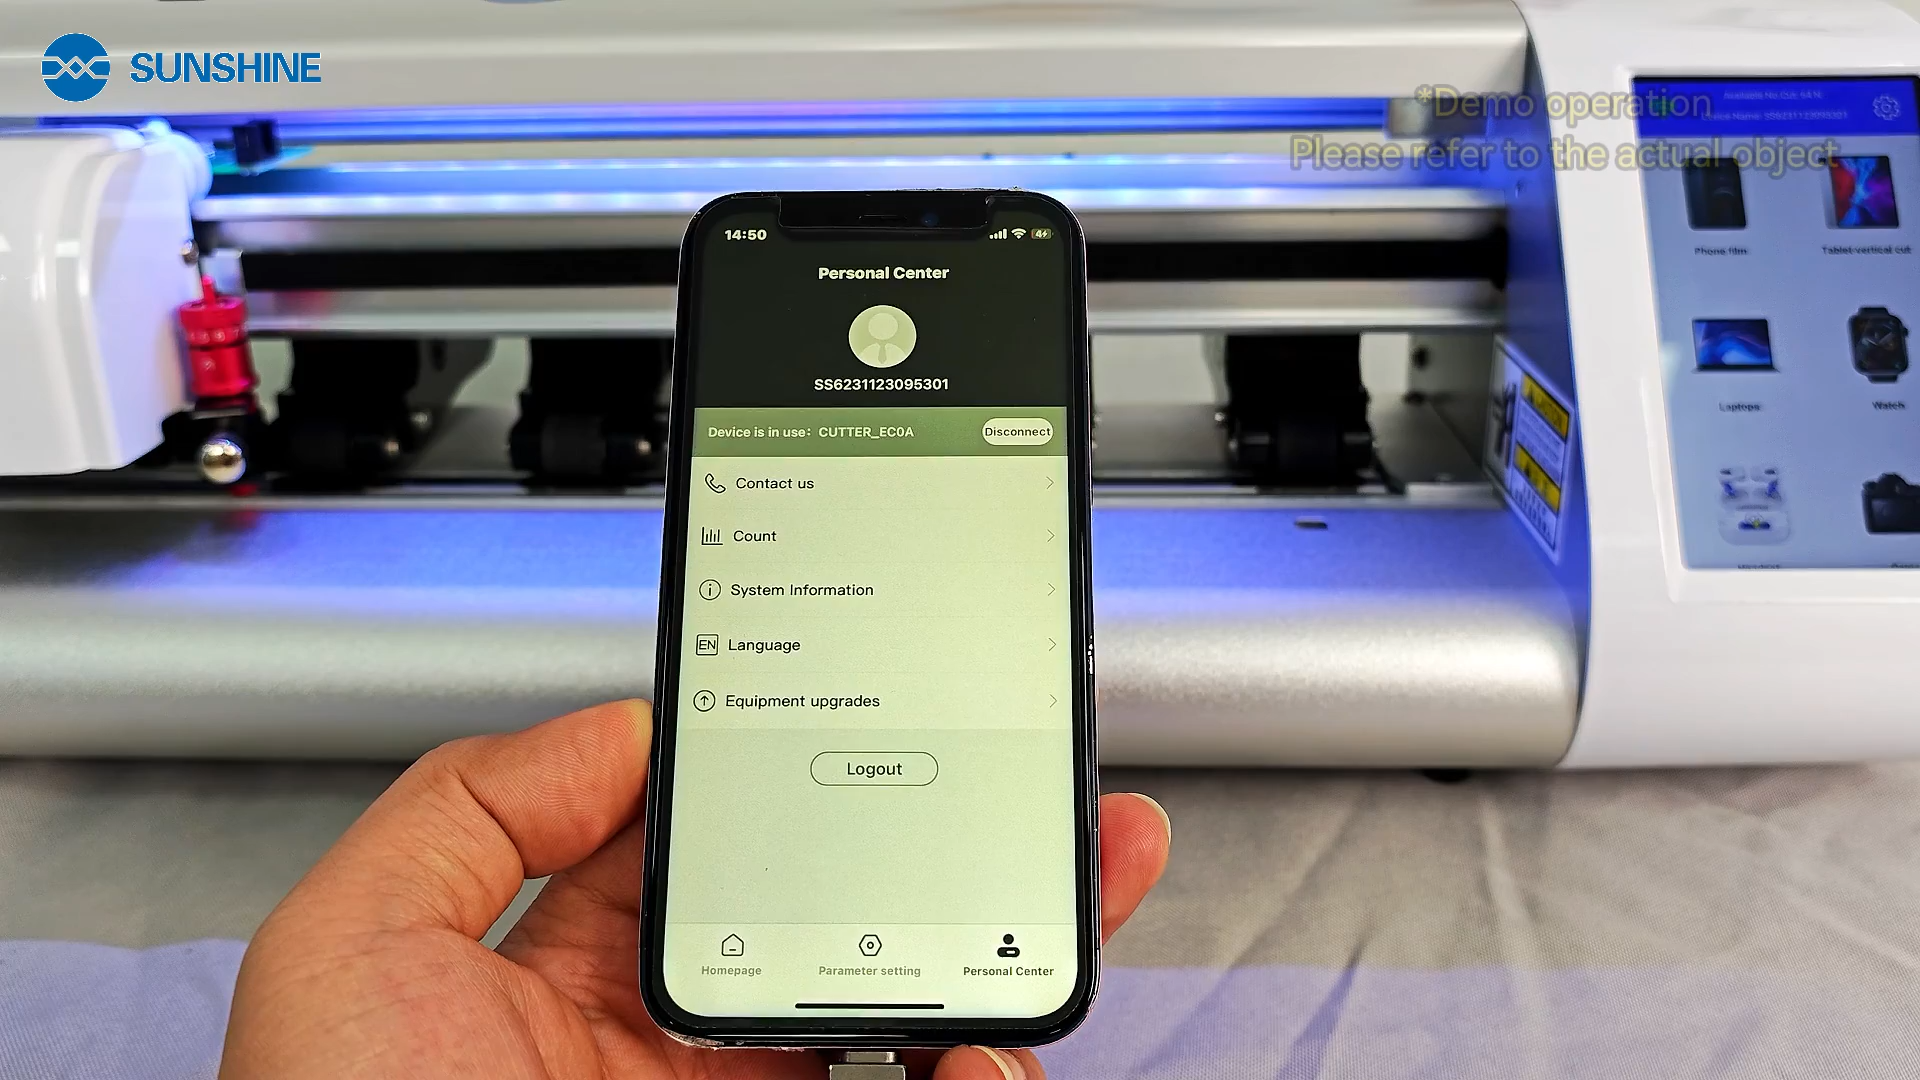 SUNSHINE
*Demo operation
Please refer to the actual object
14:50
Personal Center
SS6231123095301
Device is in use: CUTTER_EC0A
Disconnect
Contact us
Count
System Information
EN
Language
Equipment upgrades
Logout
Homepage
Parameter setting
Personal Center
Phone film
Tablet-vertical cut
Laptops
Watch